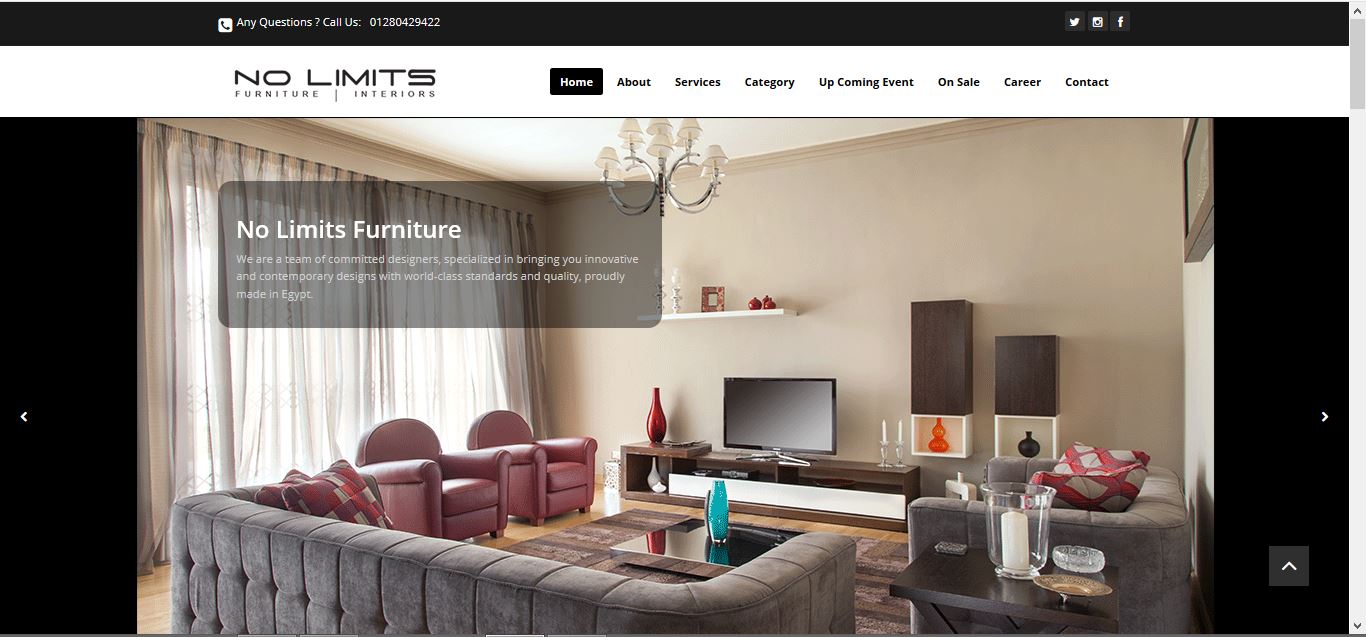 Any Questions ? Call Us: 01280429422
NO LIMITS
FURNITURE | INTERIORS
Home About Services Category Up Coming Event On Sale Career Contact
No Limits Furniture
We are a team of committed designers, specialized in bringing you innovative
and contemporary designs with world-class standards and quality, proudly
made in Egypt.